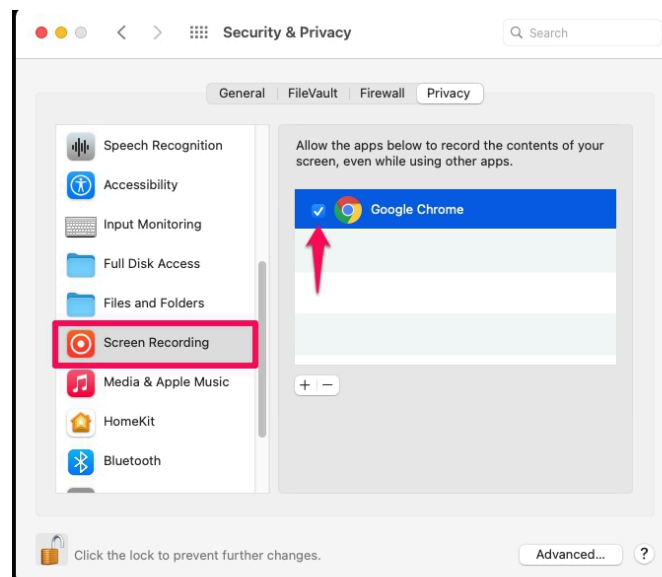 Security & Privacy
Search
General
FileVault
Firewall
Privacy
Speech Recognition
Accessibility
Input Monitoring
Full Disk Access
Files and Folders
Screen Recording
Media & Apple Music
HomeKit
Bluetooth
Allow the apps below to record the contents of your
screen, even while using other apps.
Google Chrome
Click the lock to prevent further changes.
Advanced...
?